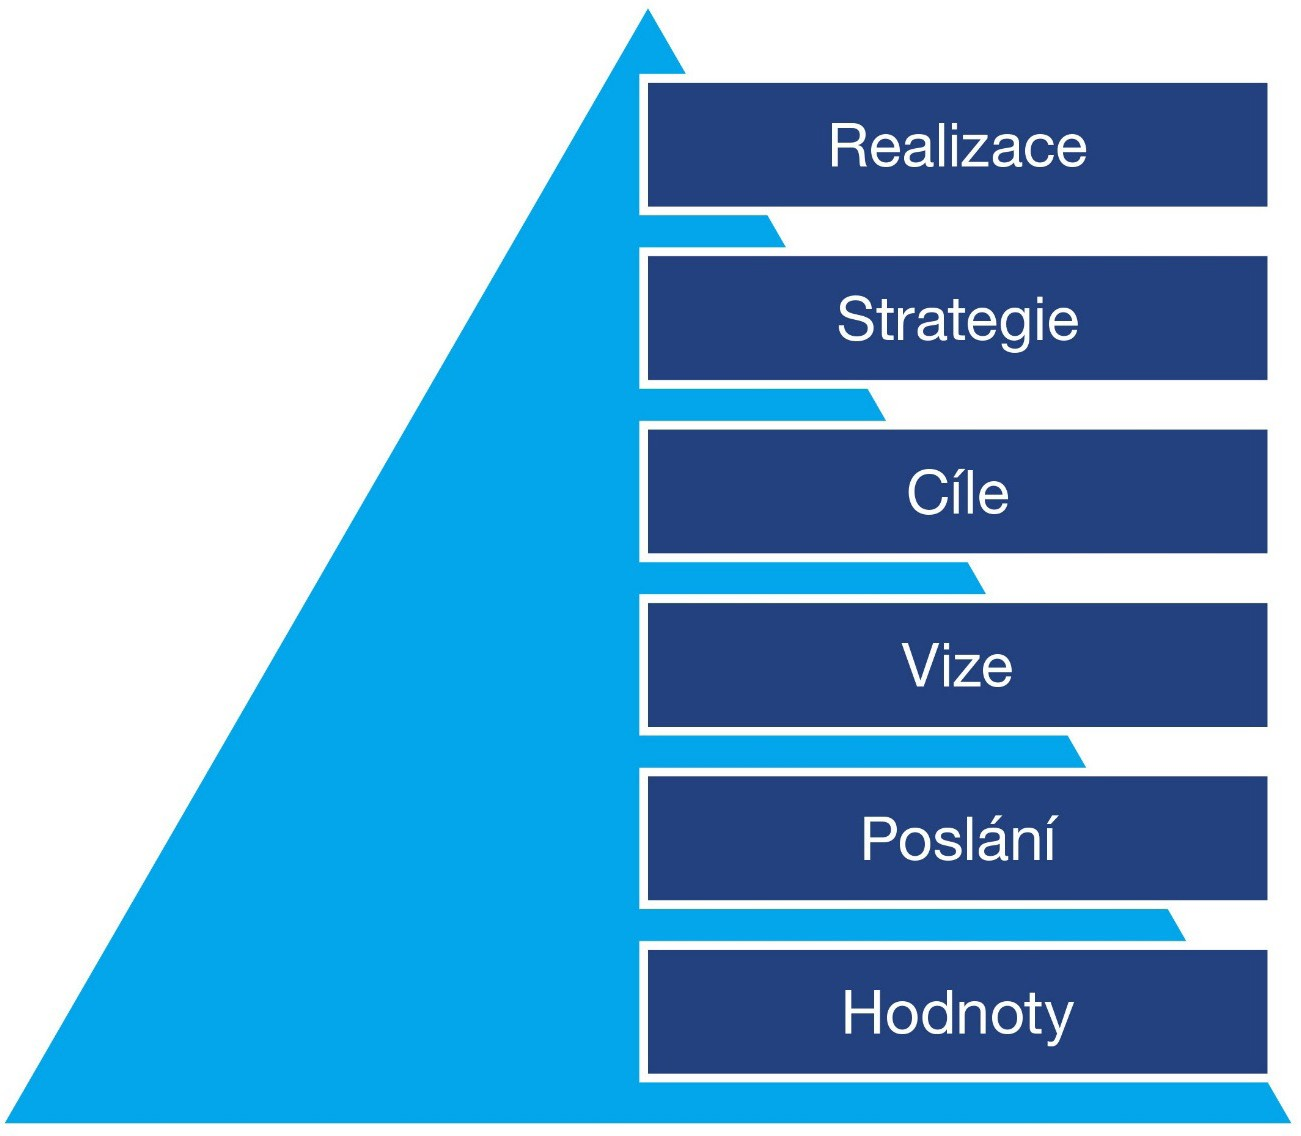 Realizace
Strategie
Cíle
Vize
Poslání
Hodnoty